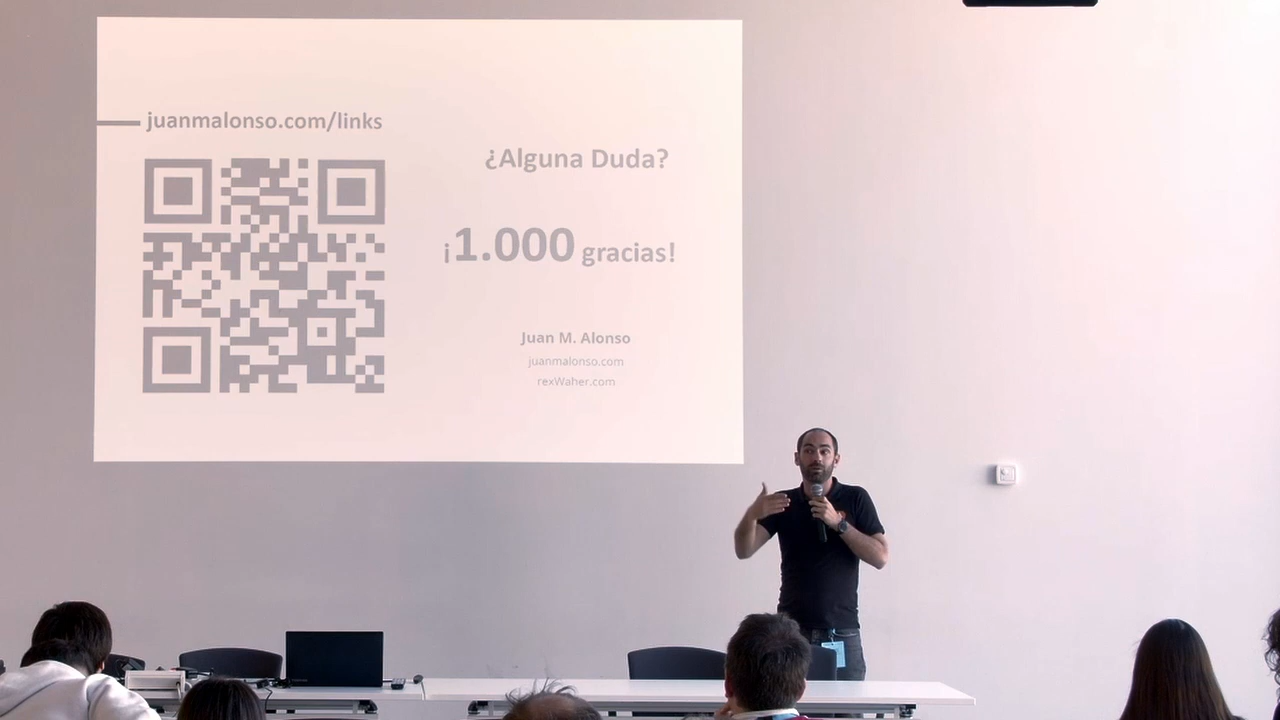 juanmalonso.com/links
¿Alguna Duda?
¡1.000 gracias!
Juan M. Alonso
juanmalonso.com
rexWaher.com